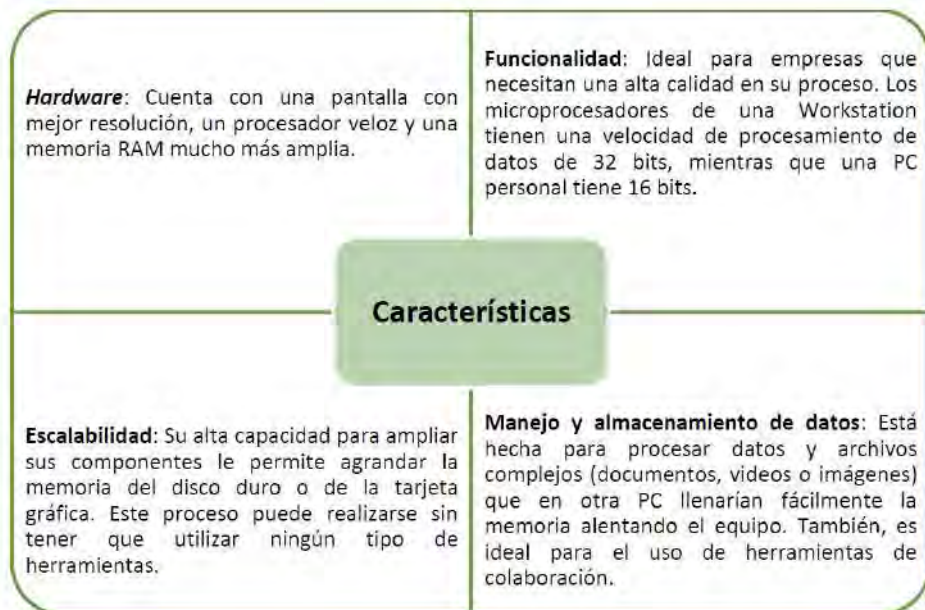 Hardware: Cuenta con una pantalla con
mejor resolución, un procesador veloz y una
memoria RAM mucho más amplia.
Funcionalidad: Ideal para empresas que
necesitan una alta calidad en su proceso. Los
microprocesadores de una Workstation
tienen una velocidad de procesamiento de
datos de 32 bits, mientras que una PC
personal tiene 16 bits.
Características
Escalabilidad: Su alta capacidad para ampliar
sus componentes le permite agrandar la
memoria del disco duro o de la tarjeta
gráfica. Este proceso puede realizarse sin
tener que utilizar ningún tipo de
herramientas.
Manejo y almacenamiento de datos: Está
hecha para procesar datos y archivos
complejos (documentos, videos o imágenes)
que en otra PC llenarían fácilmente la
memoria alentando el equipo. También, es
ideal para el uso de herramientas de
colaboración.